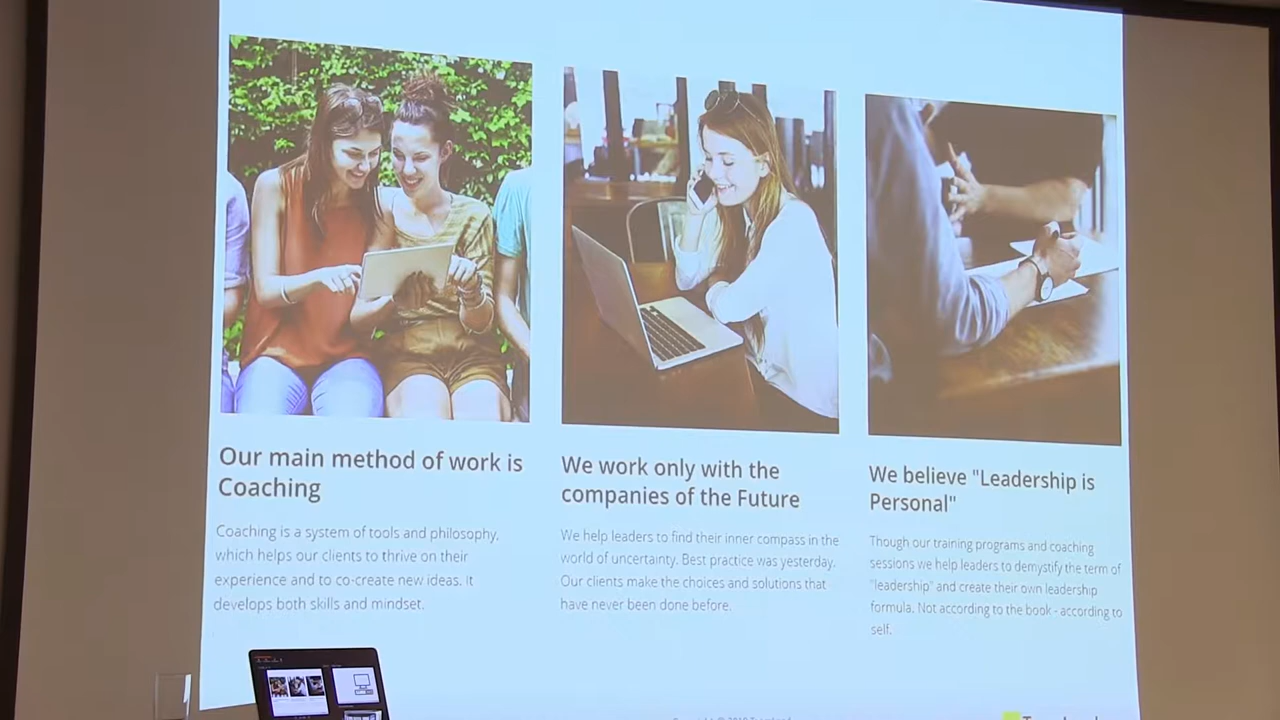 Our main method of work is
Coaching
Coaching is a system of tools and philosophy,
which helps our clients to thrive on their
experience and to co-create new ideas. It
develops both skills and mindset.
We work only with the
companies of the Future
We help leaders to find their inner compass in the
world of uncertainty. Best practice was yesterday.
Our clients make the choices and solutions that
have never been done before.
We believe "Leadership is
Personal"
Though our training programs and coaching
sessions we help leaders to demystify the term of
"leadership" and create their own leadership
formula. Not according to the book - according to
self.